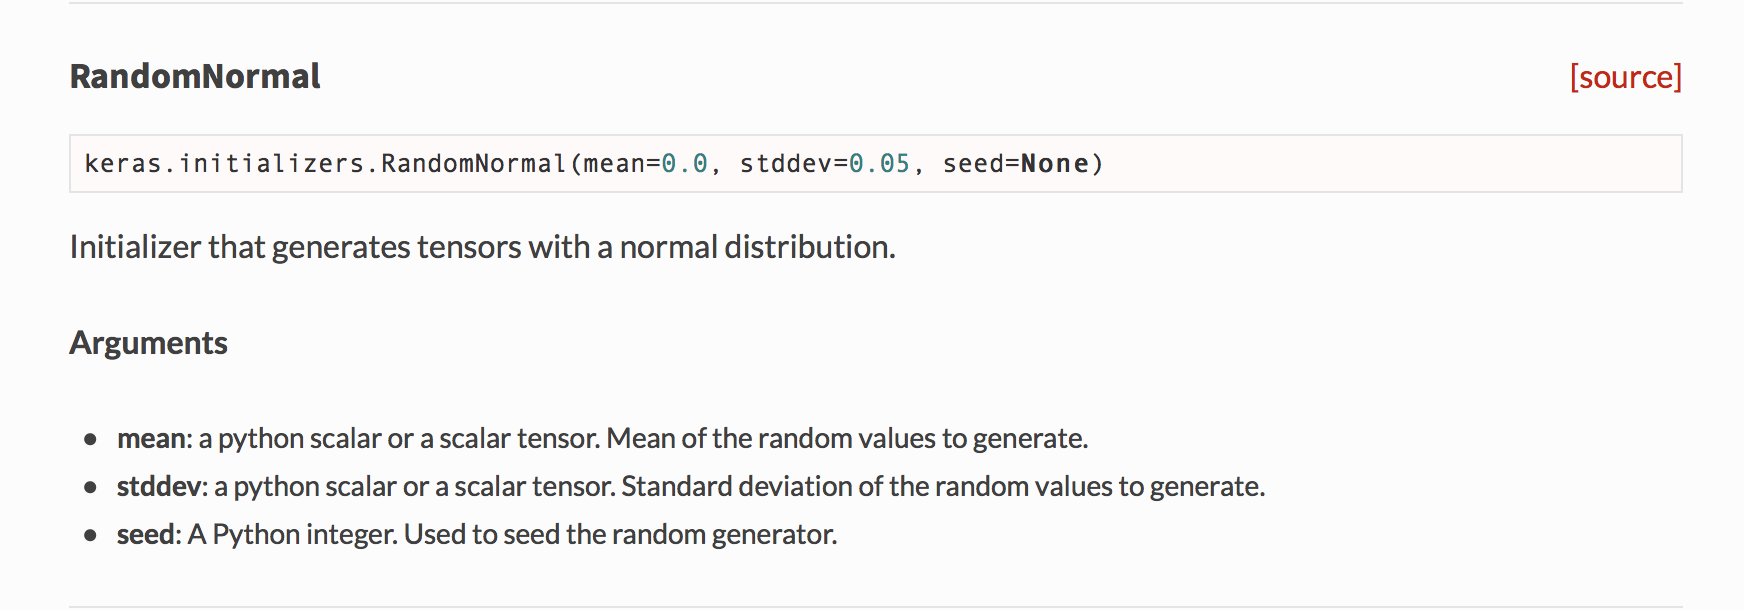 RandomNormal [source]
keras.initializers.RandomNormal(mean=0.0, stddev=0.05, seed=None)
Initializer that generates tensors with a normal distribution.
Arguments
● mean: a python scalar or a scalar tensor. Mean of the random values to generate.
● stddev: a python scalar or a scalar tensor. Standard deviation of the random values to generate.
● seed: A Python integer. Used to seed the random generator.